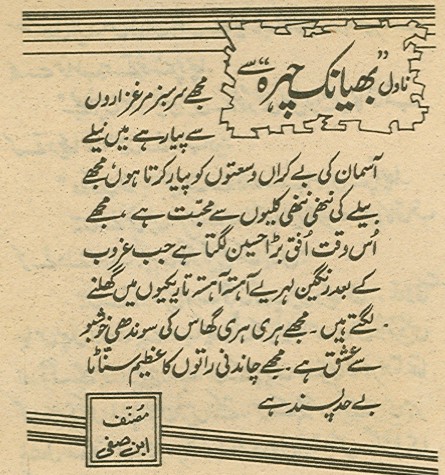 ناول "بھیانک چہرہ" سے
مجھے سرسبز مرغزاروں
سے پیار ہے میں نیلے
آسمان کی بے کراں وسعتوں کو پیار کرتا ہوں مجھے
بیلے کی ننھی ننھی کلیوں سے محبت ہے ، مجھے
اُس وقت اُفق بڑا حسین لگتا ہے جب غروب
کے بعد رنگین لہریے آہستہ آہستہ تاریکیوں میں گھلنے
لگتے ہیں ۔ مجھے ہری ہری گھاس کی سوندھی خوشبو
سے عشق ہے ۔ مجھے چاندنی راتوں کا عظیم سناٹا
بے حد پسند ہے
مصنّف
ابن صفی